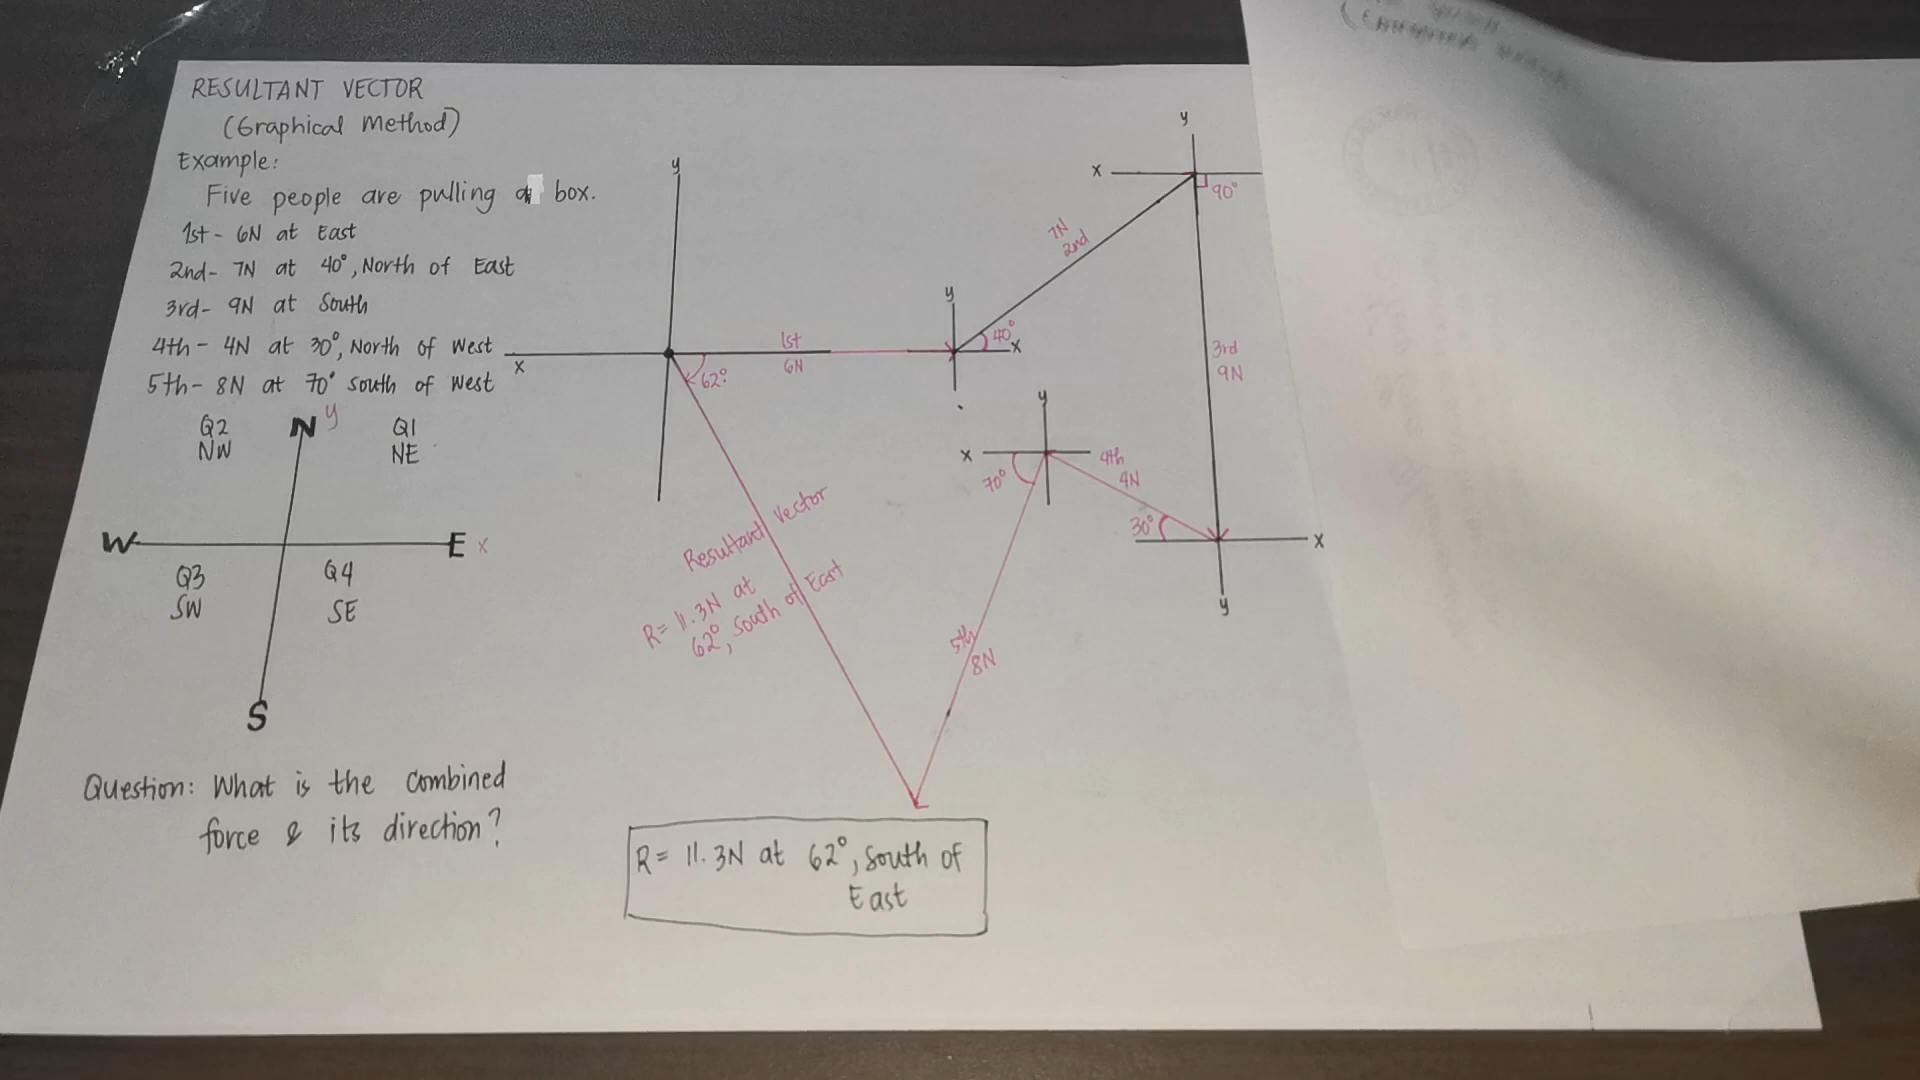 RESULTANT VECTOR
(Graphical Method)
Example:
Five people are pulling a box.
1st - 6N at East
2nd - 7N at 40°, North of East
3rd - 9N at South
4th - 4N at 30°, North of West
5th - 8N at 70° South of West
Q2
NW
N y
Q1
NE
W
E x
Q3
SW
Q4
SE
S
Question: What is the combined
force & its direction?
y
x
1st
6N
62°
y
40°
x
7N
2nd
y
x
90°
3rd
9N
y
x
4th
4N
70°
30°
x
y
5th
8N
Resultant Vector
R= 11.3N at
62°, South of East
R= 11.3N at 62°, South of
East